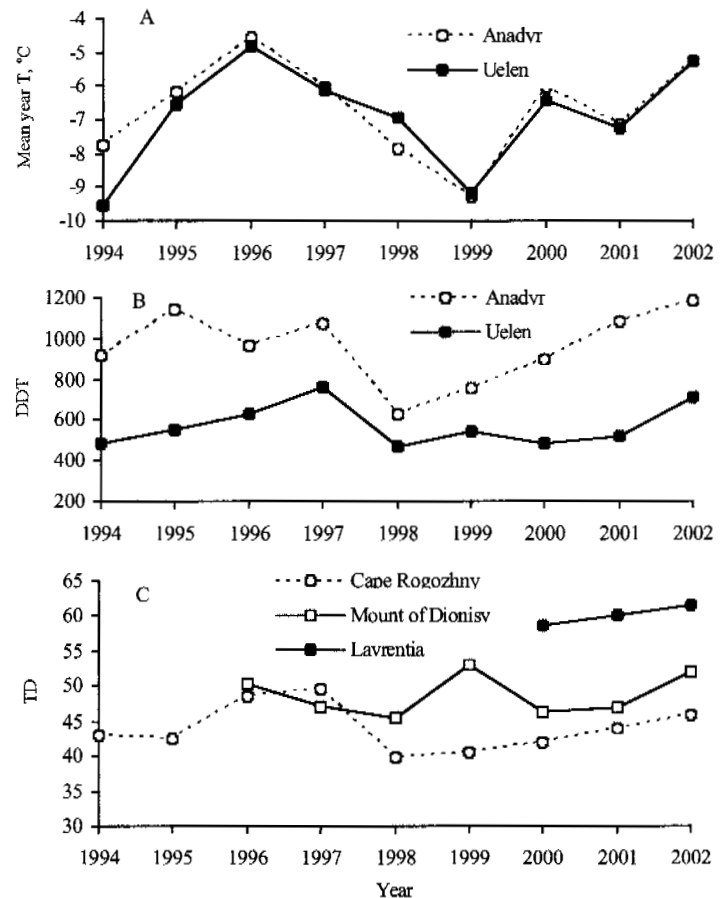 A
Mean year T, °C
-4
-5
-6
-7
-8
-9
-10
Anadvr
Uelen
1994 1995 1996 1997 1998 1999 2000 2001 2002
B
DDT
1200
1000
800
600
400
200
Anadvr
Uelen
1994 1995 1996 1997 1998 1999 2000 2001 2002
C
TD
65
60
55
50
45
40
35
30
Cape Rogozhny
Mount of Dionisv
Lavrentia
1994 1995 1996 1997 1998 1999 2000 2001 2002
Year